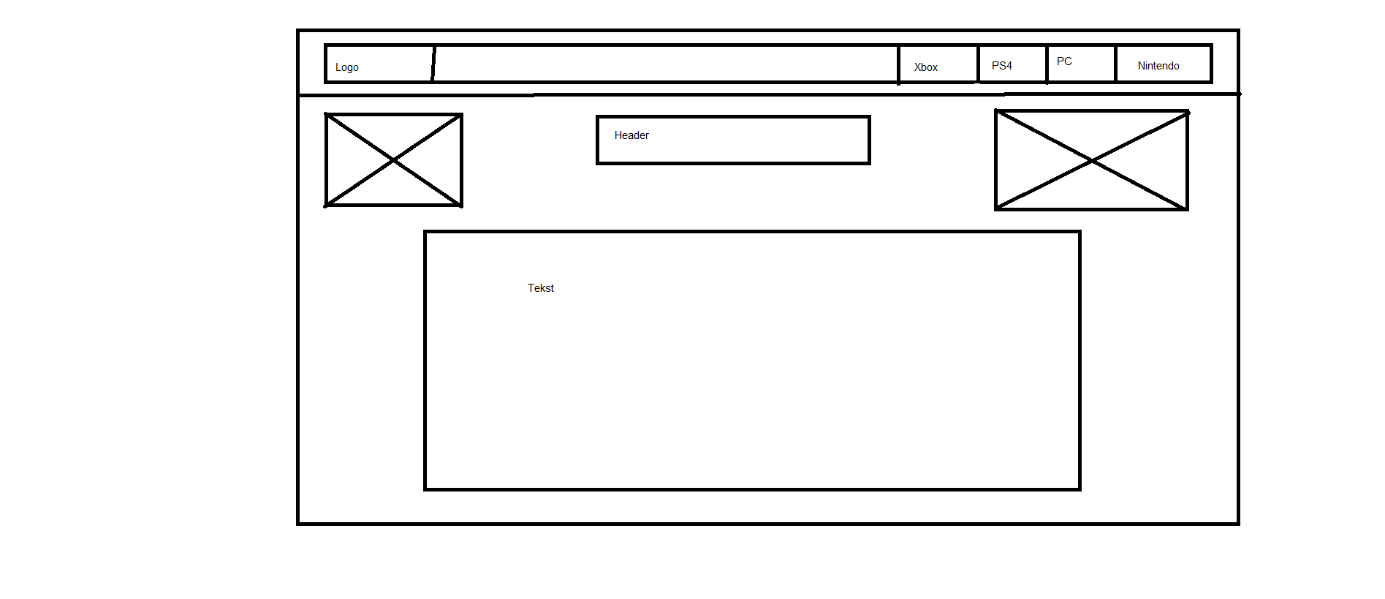 Logo
Xbox
PS4
PC
Nintendo
Header
Tekst